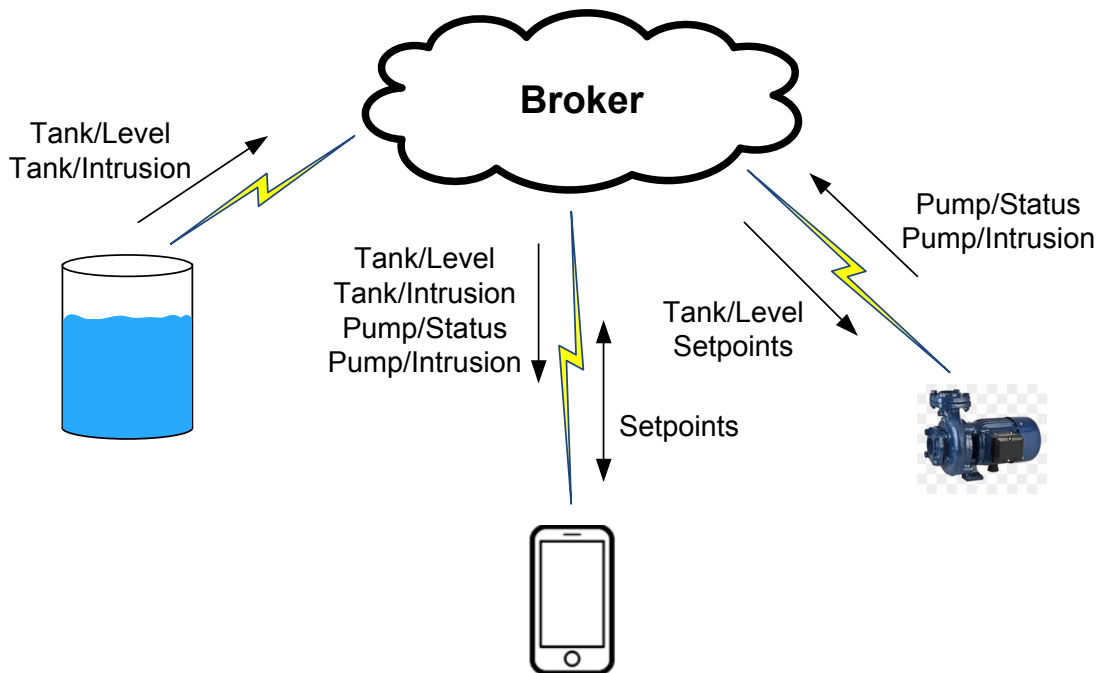 Broker
Tank/Level
Tank/Intrusion
Tank/Level
Tank/Intrusion
Pump/Status
Pump/Intrusion
Setpoints
Tank/Level
Setpoints
Pump/Status
Pump/Intrusion